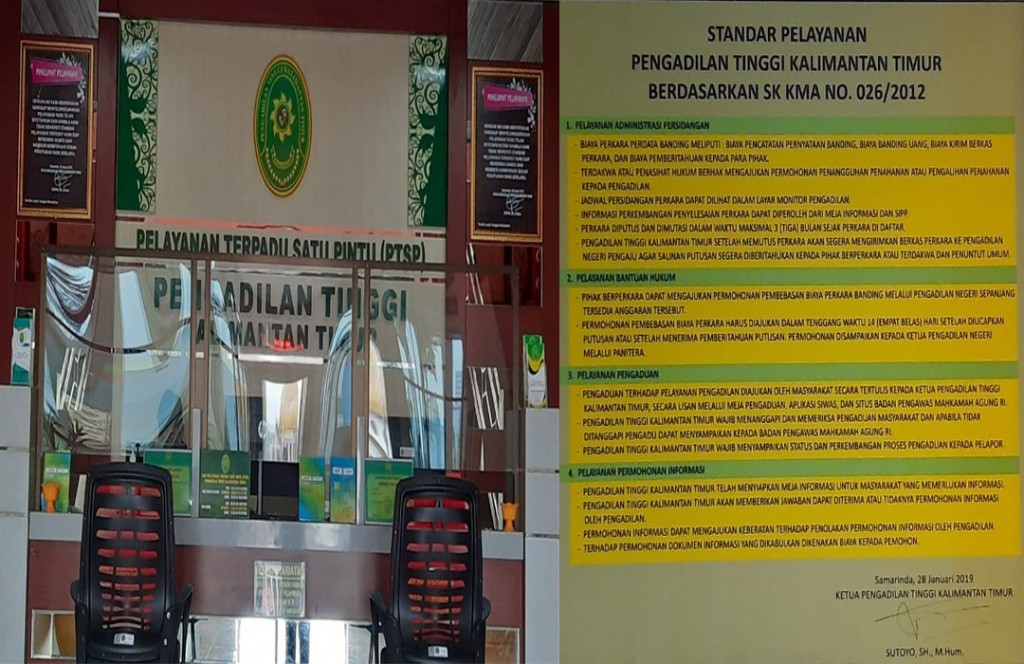 MAKLUMAT PELAYANAN
MAKLUMAT PELAYANAN
PELAYANAN TERPADU SATU PINTU (PTSP)
PENGADILAN TINGGI
KALIMANTAN TIMUR
STANDAR PELAYANAN
PENGADILAN TINGGI KALIMANTAN TIMUR
BERDASARKAN SK KMA NO. 026/2012
1. PELAYANAN ADMINISTRASI PERSIDANGAN
- BIAYA PERKARA PERDATA BANDING MELIPUTI : BIAYA PENCATATAN PERNYATAAN BANDING, BIAYA BANDING UANG, BIAYA KIRIM BERKAS
PERKARA, DAN BIAYA PEMBERITAHUAN KEPADA PARA PIHAK.
- TERDAKWA ATAU PENASIHAT HUKUM BERHAK MENGAJUKAN PERMOHONAN PENANGGUHAN PENAHANAN ATAU PENGALIHAN PENAHANAN
KEPADA PENGADILAN.
- JADWAL PERSIDANGAN PERKARA DAPAT DILIHAT DALAM LAYAR MONITOR PENGADILAN.
- INFORMASI PERKEMBANGAN PENYELESAIAN PERKARA DAPAT DIPEROLEH DARI MEJA INFORMASI DAN SIPP.
- PERKARA DIPUTUS DAN DIMUTASI DALAM WAKTU MAKSIMAL 3 (TIGA) BULAN SEJAK PERKARA DI DAFTAR.
- PENGADILAN TINGGI KALIMANTAN TIMUR SETELAH MEMUTUS PERKARA AKAN SEGERA MENGIRIMKAN BERKAS PERKARA KE PENGADILAN
NEGERI PENGAJU AGAR SALINAN PUTUSAN SEGERA DIBERITAHUKAN KEPADA PIHAK BERPERKARA ATAU TERDAKWA DAN PENUNTUT UMUM.
2. PELAYANAN BANTUAN HUKUM
- PIHAK BERPERKARA DAPAT MENGAJUKAN PERMOHONAN PEMBEBASAN BIAYA PERKARA BANDING MELALUI PENGADILAN NEGERI SEPANJANG
TERSEDIA ANGGARAN TERSEBUT.
- PERMOHONAN PEMBEBASAN BIAYA PERKARA HARUS DIAJUKAN DALAM TENGGANG WAKTU 14 (EMPAT BELAS) HARI SETELAH DIUCAPKAN
PUTUSAN ATAU SETELAH MENERIMA PEMBERITAHUAN PUTUSAN. PERMOHONAN DISAMPAIKAN KEPADA KETUA PENGADILAN NEGERI
MELALUI PANITERA.
3. PELAYANAN PENGADUAN
- PENGADUAN TERHADAP PELAYANAN PENGADILAN DIAJUKAN OLEH MASYARAKAT SECARA TERTULIS KEPADA KETUA PENGADILAN TINGGI
KALIMANTAN TIMUR, SECARA LISAN MELALUI MEJA PENGADUAN, APLIKASI SIWAS, DAN SITUS BADAN PENGAWAS MAHKAMAH AGUNG RI.
- PENGADILAN TINGGI KALIMANTAN TIMUR WAJIB MENANGGAPI DAN MEMERIKSA PENGADUAN MASYARAKAT DAN APABILA TIDAK
DITANGGAPI PENGADU DAPAT MENYAMPAIKAN KEPADA BADAN PENGAWAS MAHKAMAH AGUNG RI.
- PENGADILAN TINGGI KALIMANTAN TIMUR WAJIB MENYAMPAIKAN STATUS DAN PERKEMBANGAN PROSES PENGADUAN KEPADA PELAPOR.
4. PELAYANAN PERMOHONAN INFORMASI
- PENGADILAN TINGGI KALIMANTAN TIMUR TELAH MENYIAPKAN MEJA INFORMASI UNTUK MASYARAKAT YANG MEMERLUKAN INFORMASI.
- PENGADILAN TINGGI KALIMANTAN TIMUR AKAN MEMBERIKAN JAWABAN DAPAT DITERIMA ATAU TIDAKNYA PERMOHONAN INFORMASI
OLEH PENGADILAN.
- PERMOHONAN INFORMASI DAPAT MENGAJUKAN KEBERATAN TERHADAP PENOLAKAN PERMOHONAN INFORMASI OLEH PENGADILAN.
- TERHADAP PERMOHONAN DOKUMEN INFORMASI YANG DIKABULKAN DIKENAKAN BIAYA KEPADA PEMOHON.
Samarinda, 28 Januari 2019
KETUA PENGADILAN TINGGI KALIMANTAN TIMUR
SUTOYO, SH., M.Hum.